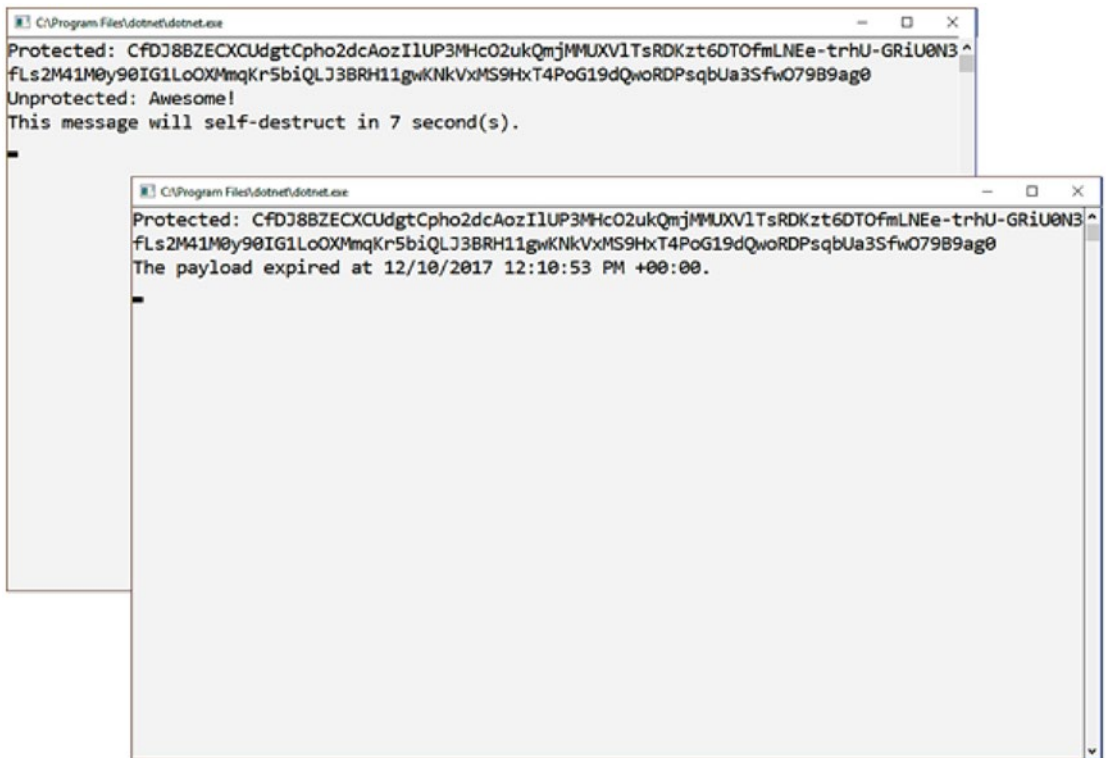 C:\Program Files\dotnet\dotnet.exe
Protected: CfDJ8BZECXCUdgtCpho2dcAozIlUP3MHcO2ukQmjMMUXVlTsRDKzt6DTOfmLNEe-trhU-GRiU0N3
fLs2M41M0y90IG1LoOXMmqKr5biQLJ3BRH11gwKNkVxMS9HxT4PoG19dQwoRDPsqbUa3SfwO79B9ag0
Unprotected: Awesome!
This message will self-destruct in 7 second(s).
C:\Program Files\dotnet\dotnet.exe
Protected: CfDJ8BZECXCUdgtCpho2dcAozIlUP3MHcO2ukQmjMMUXVlTsRDKzt6DTOfmLNEe-trhU-GRiU0N3
fLs2M41M0y90IG1LoOXMmqKr5biQLJ3BRH11gwKNkVxMS9HxT4PoG19dQwoRDPsqbUa3SfwO79B9ag0
The payload expired at 12/10/2017 12:10:53 PM +00:00.